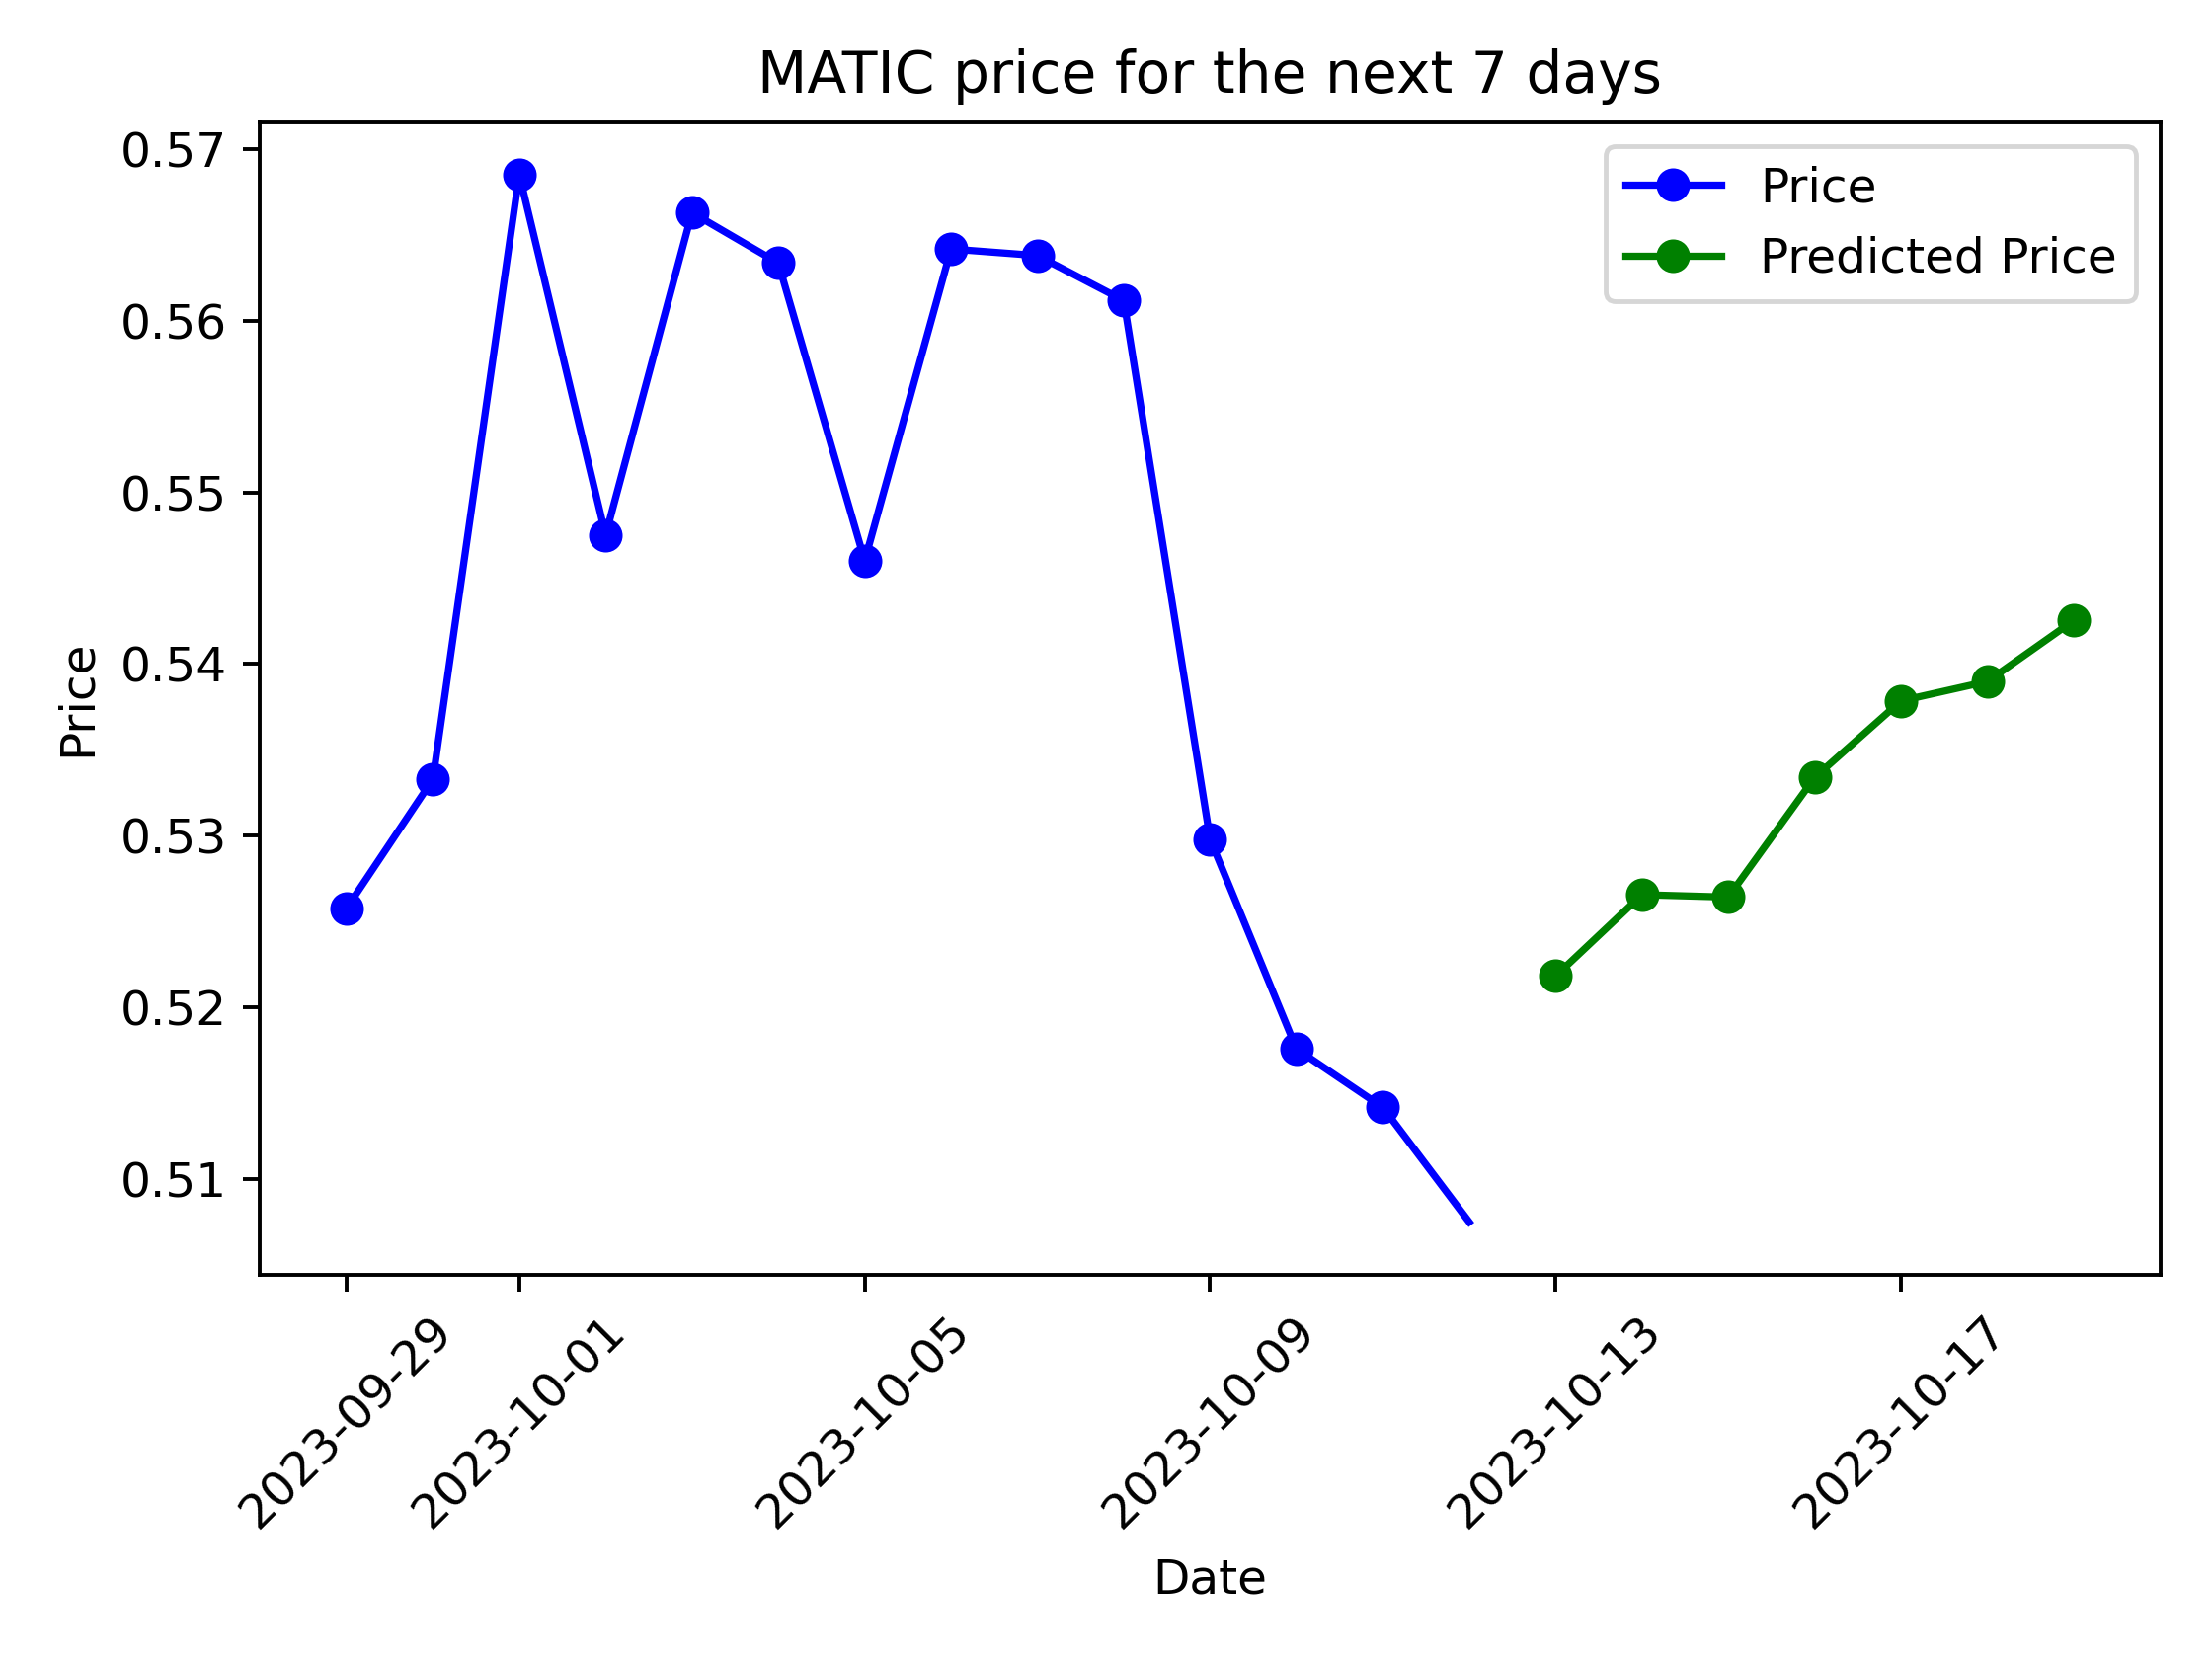 MATIC price for the next 7 days
Price
Predicted Price
0.57
0.56
0.55
0.54
0.53
0.52
0.51
Price
2023-09-29
2023-10-01
2023-10-05
2023-10-09
2023-10-13
2023-10-17
Date